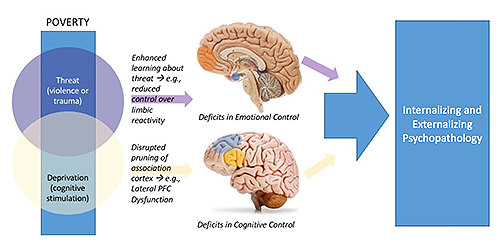 POVERTY
Threat
(violence or
trauma)
Deprivation
(cognitive
stimulation)
Enhanced
learning about
threat → e.g.,
reduced
control over
limbic
reactivity
Deficits in Emotional Control
Disrupted
pruning of
association
cortex → e.g.,
Lateral PFC
Dysfunction
Deficits in Cognitive Control
Internalizing and
Externalizing
Psychopathology